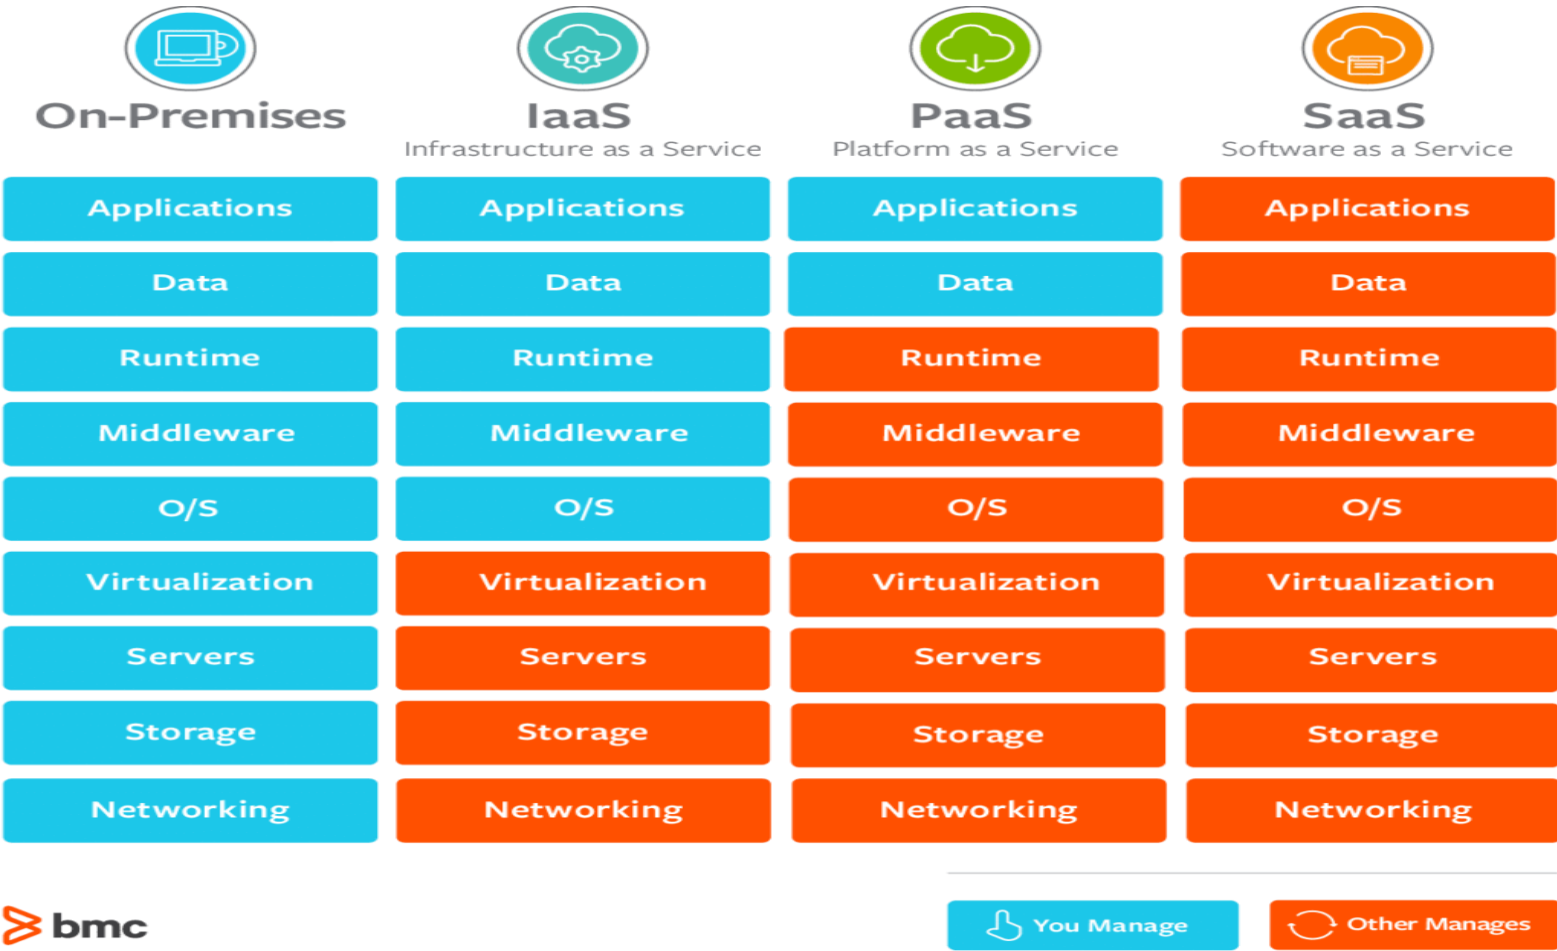 On-Premises
IaaS
Infrastructure as a Service
PaaS
Platform as a Service
SaaS
Software as a Service
Applications
Applications
Applications
Applications
Data
Data
Data
Data
Runtime
Runtime
Runtime
Runtime
Middleware
Middleware
Middleware
Middleware
O/S
O/S
O/S
O/S
Virtualization
Virtualization
Virtualization
Virtualization
Servers
Servers
Servers
Servers
Storage
Storage
Storage
Storage
Networking
Networking
Networking
Networking
bmc
You Manage
Other Manages